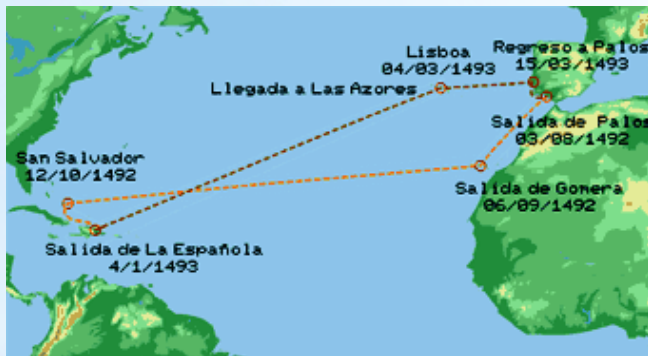 Lisboa
04/03/1493
Regreso a Palos
15/03/1493
Llegada a Las Azores
Salida de Palos
03/08/1492
San Salvador
12/10/1492
Salida de Gomera
06/09/1492
Salida de La Española
4/1/1493